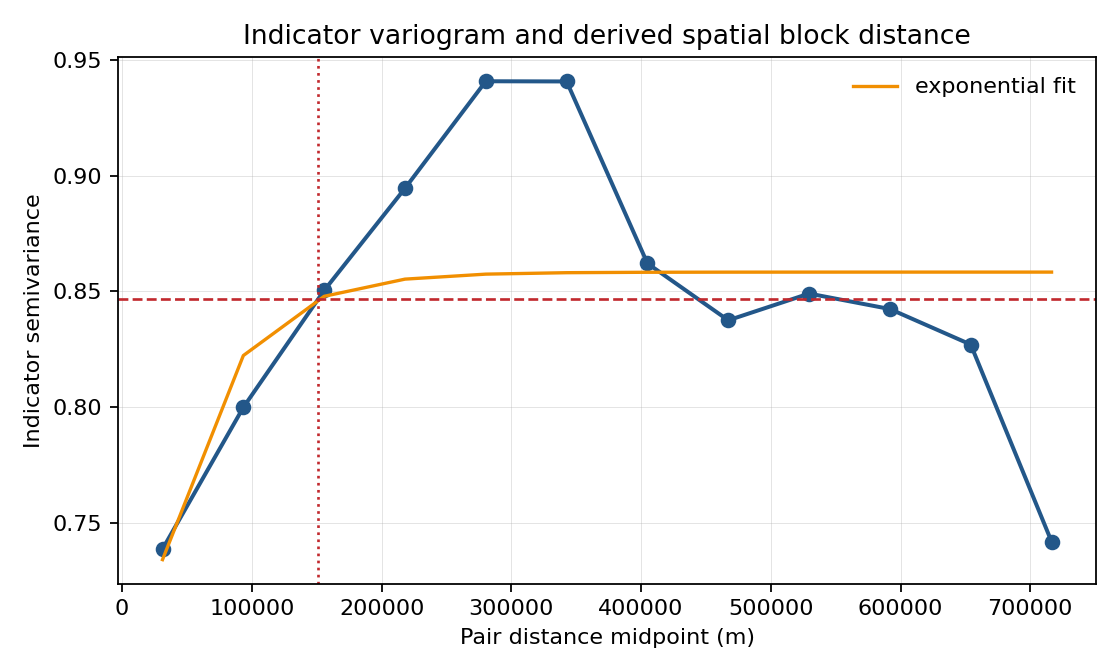 Indicator variogram and derived spatial block distance
exponential fit
Indicator semivariance
0.95
0.90
0.85
0.80
0.75
0 100000 200000 300000 400000 500000 600000 700000
Pair distance midpoint (m)